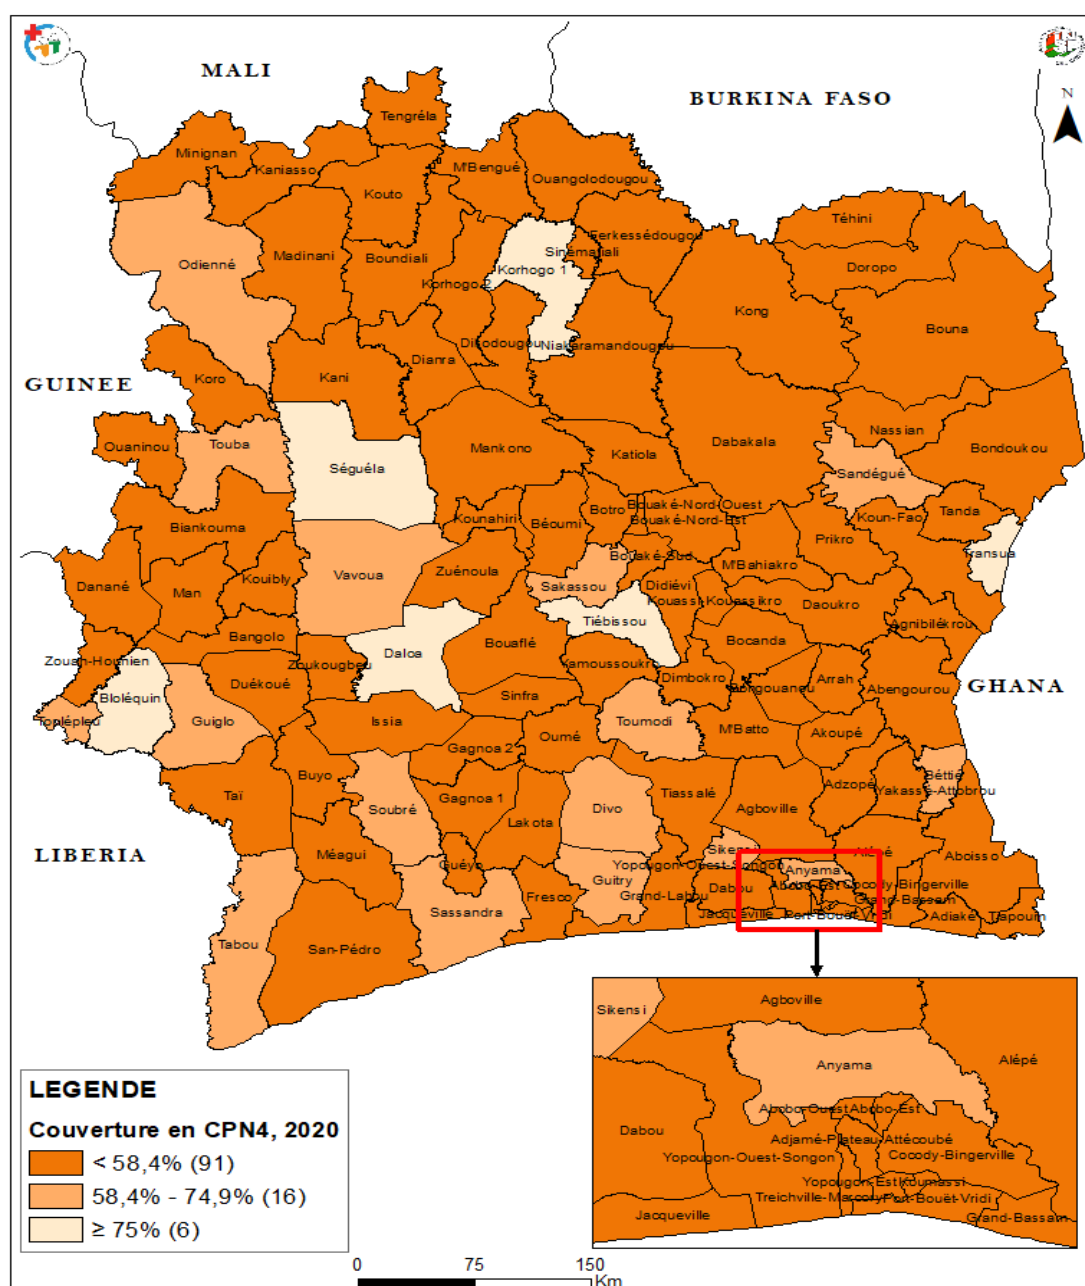 MALI
BURKINA FASO
N
Tengréla
Minignan
Kaniasso
M'Bengué
Ouangolodougou
Kouto
Téhini
Ferkessédougou
Sinématiali
Odienné
Madinani
Boundiali
Korhogo 1
Doropo
Korhogo 2
Kong
Bouna
Dikodougou
Niakaramandougou
Dianra
GUINEE
Koro
Kani
Nassian
Ouaninou
Touba
Mankono
Dabakala
Bondoukou
Katiola
Séguéla
Sandégué
Botro
Bouaké-Nord-Ouest
Tanda
Kounahiri
Béoumi
Bouaké-Nord-Est
Koun-Fao
Biankouma
Prikro
Transua
Bouaké-Sud
M'Bahiakro
Vavoua
Zuénoula
Danané
Man
Kouibly
Sakassou
Didiévi
Kouassi-Kouassikro
Daoukro
Tiébissou
Agnibilékrou
Bangolo
Bouaflé
Bocanda
Zouan-Hounien
Daloa
Zoukougbeu
Yamoussoukro
Dimbokro
Arrah
Duékoué
Bongouanou
Abengourou
GHANA
Bloléquin
Sinfra
Toulépleu
Guiglo
Issia
Toumodi
M'Batto
Akoupé
Oumé
Gagnoa 2
Buyo
Béttié
Taï
Adzopé
Yakassé-Attobrou
Soubré
Gagnoa 1
Divo
Tiassalé
Agboville
Lakota
LIBERIA
Méagui
Sikensi
Alépé
Aboisso
Guéyo
Yopougon-Ouest-Songon
Anyama
Guitry
Abobo-Est
Cocody-Bingerville
Fresco
Grand-Lahou
Dabou
Grand-Bassam
Sassandra
Jacqueville
Port-Bouët-Vridi
Adiaké
Tiapoum
Tabou
San-Pédro
Agboville
Sikensi
Anyama
Alépé
Abobo-Ouest
Abobo-Est
Dabou
Adjamé-Plateau-Attécoubé
Yopougon-Ouest-Songon
Cocody-Bingerville
Yopougon-Est
Koumassi
Treichville-Marcory
Port-Bouët-Vridi
Jacqueville
Grand-Bassam
LEGENDE
Couverture en CPN4, 2020
< 58,4% (91)
58,4% - 74,9% (16)
≥ 75% (6)
0 75 150
Km